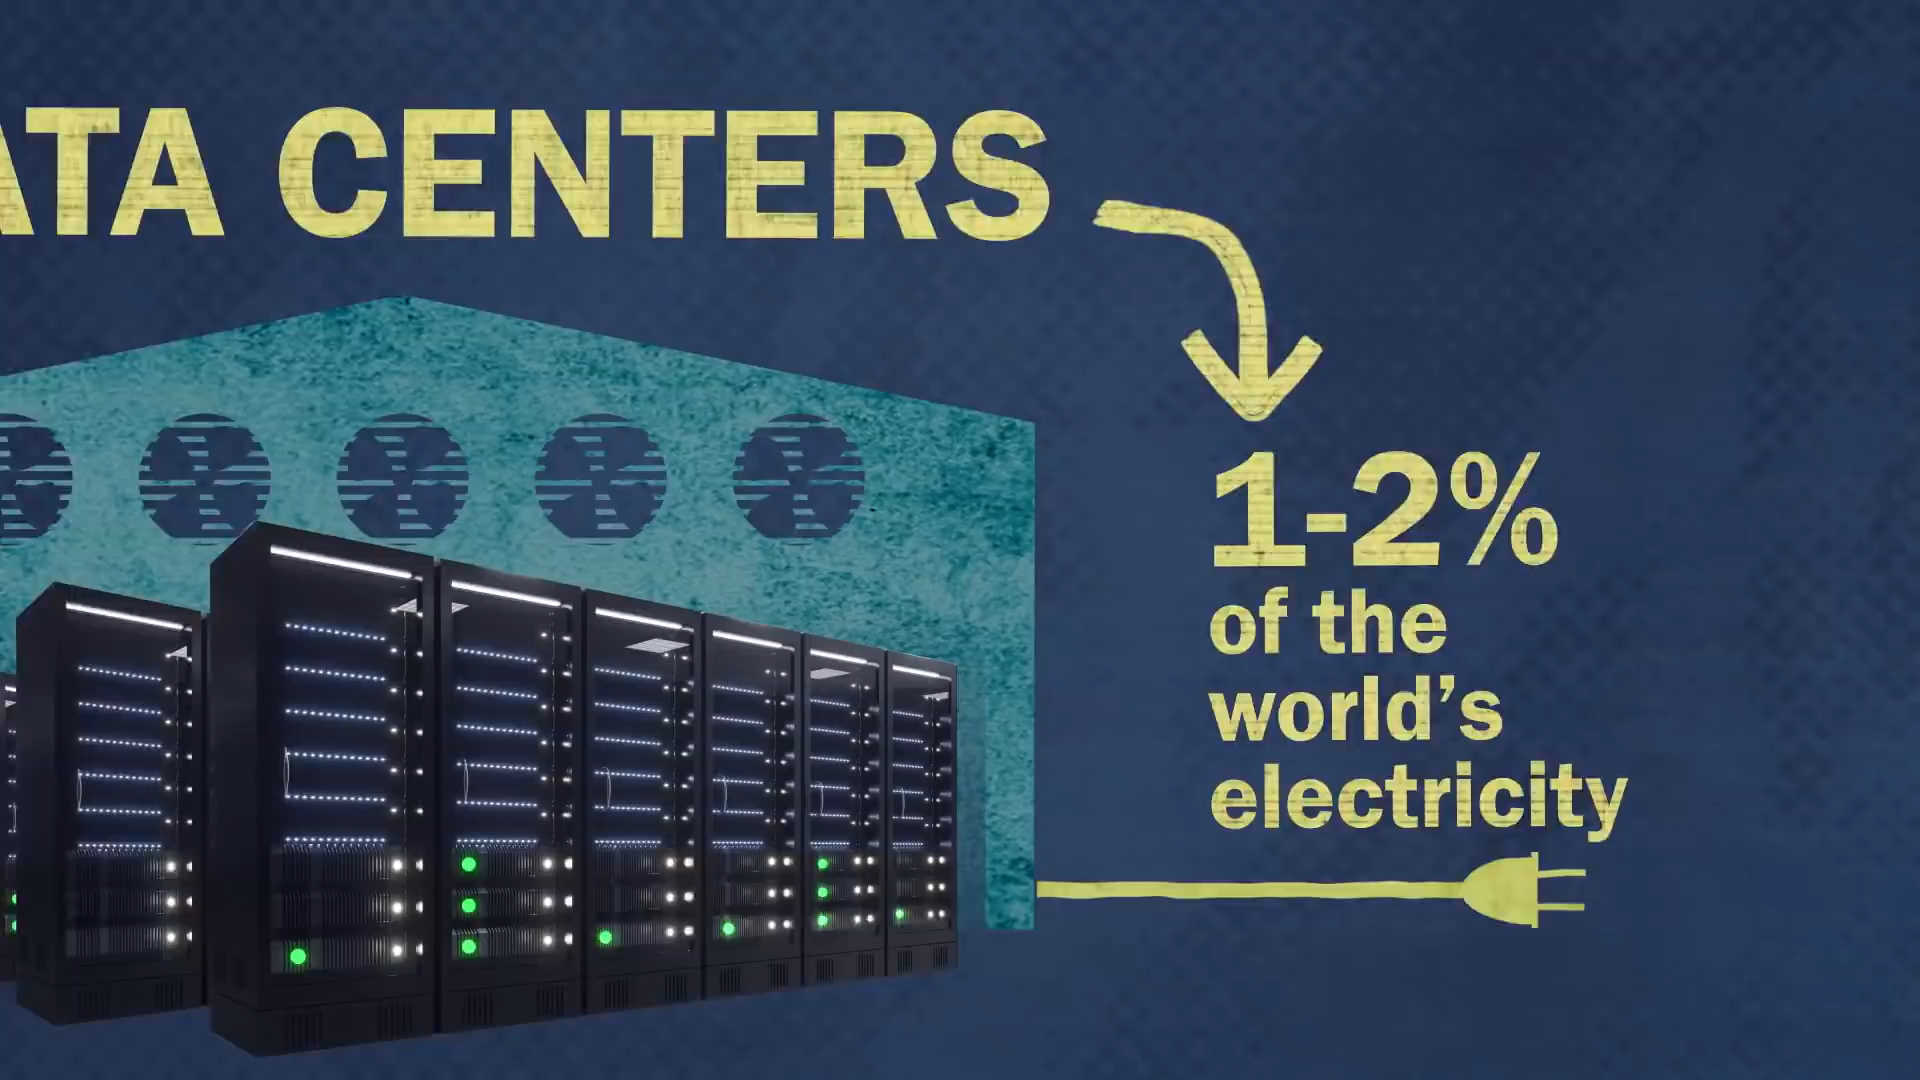 ATA CENTERS
1-2%
of the
world’s
electricity